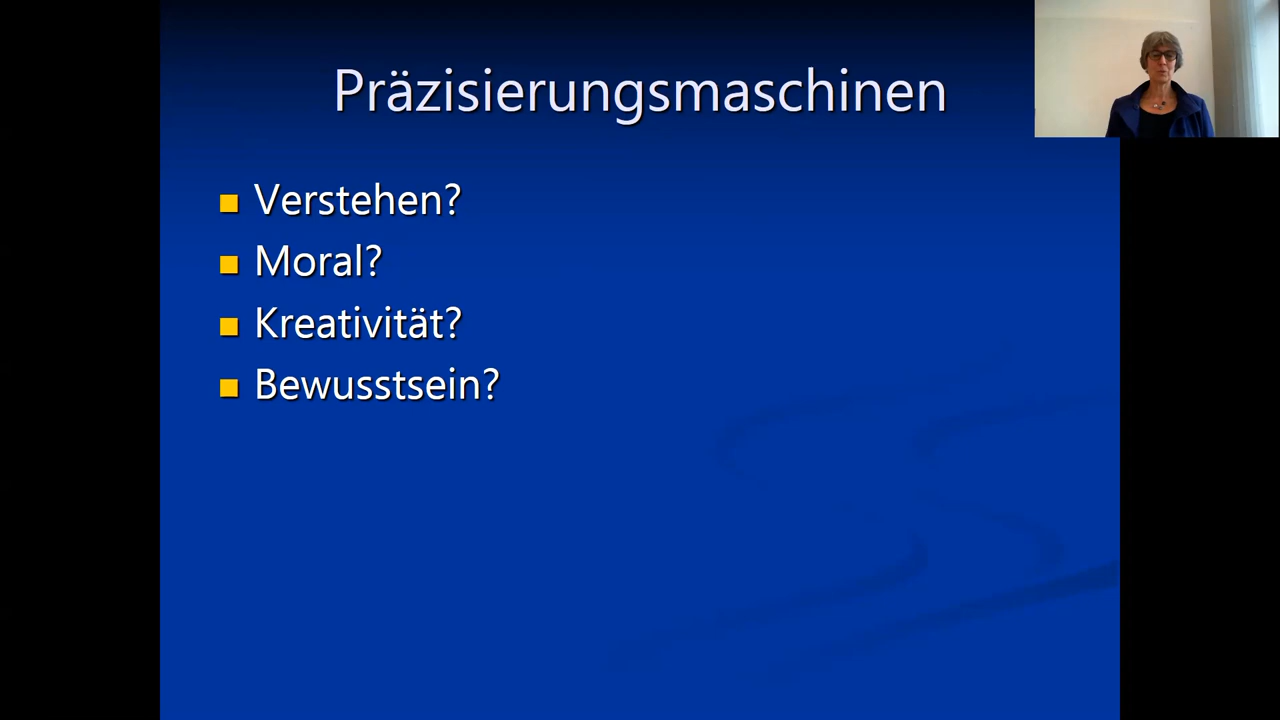 Präzisierungsmaschinen
Verstehen?
Moral?
Kreativität?
Bewusstsein?